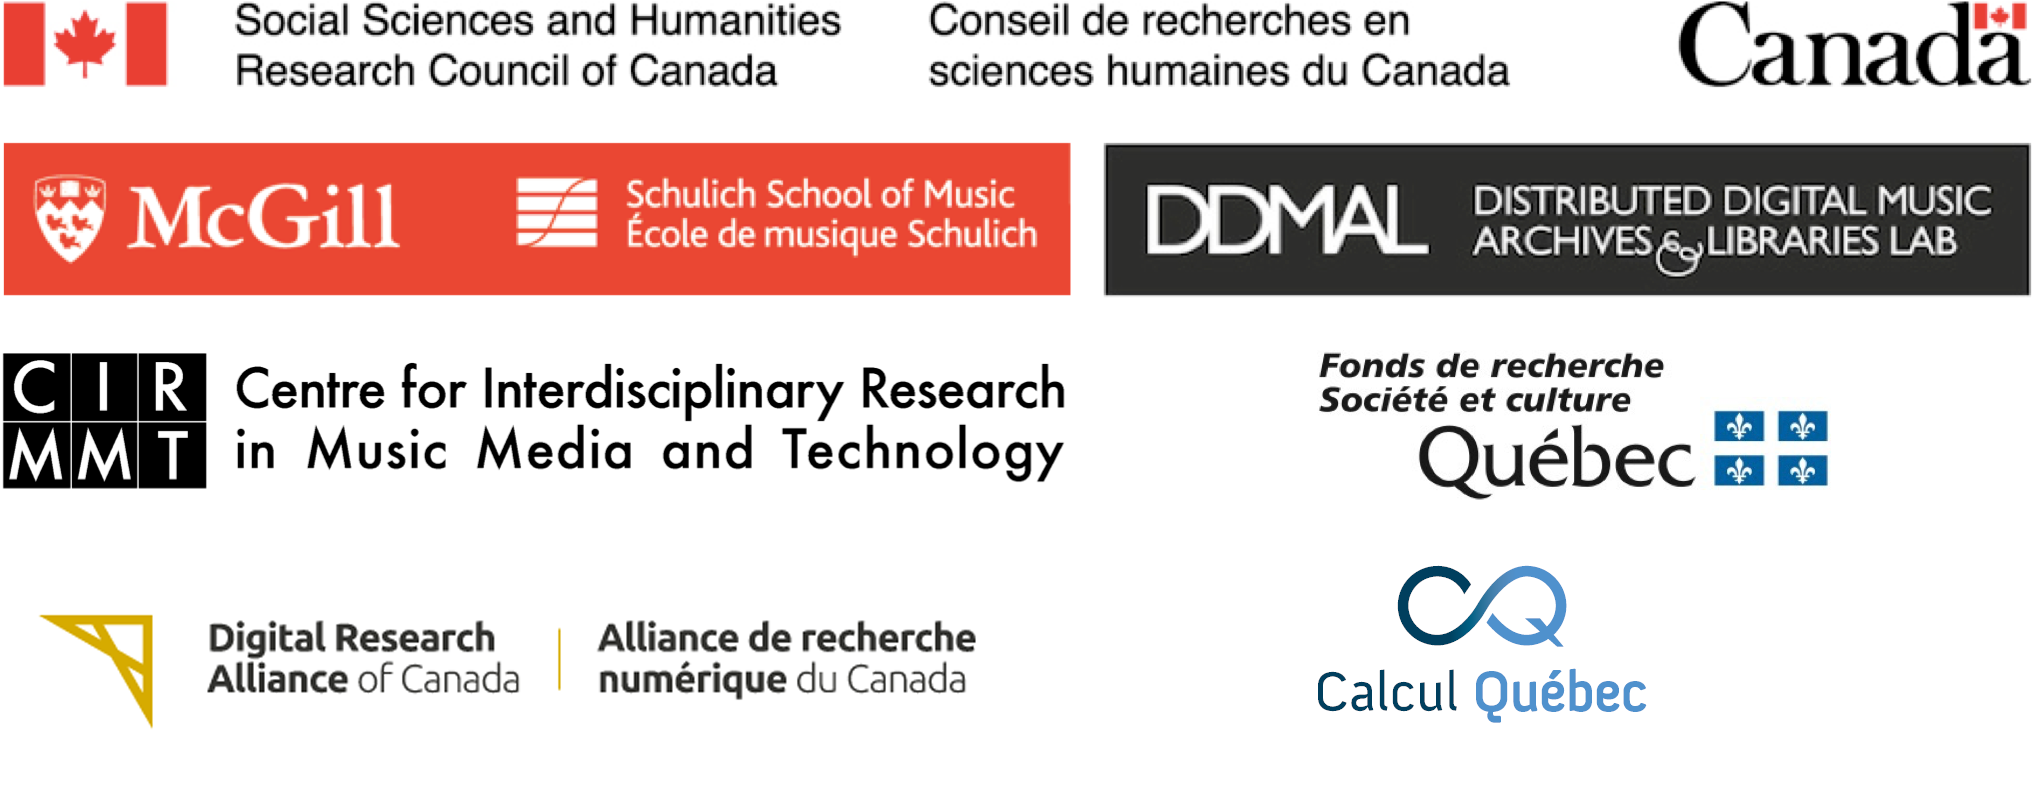 Social Sciences and Humanities
Research Council of Canada
Conseil de recherches en
sciences humaines du Canada
Canada
McGill
Schulich School of Music
École de musique Schulich
DDMAL
DISTRIBUTED DIGITAL MUSIC
ARCHIVES & LIBRARIES LAB
CIR
MMT
Centre for Interdisciplinary Research
in Music Media and Technology
Fonds de recherche
Société et culture
Québec
Digital Research
Alliance of Canada
Alliance de recherche
numérique du Canada
CQ
Calcul Québec